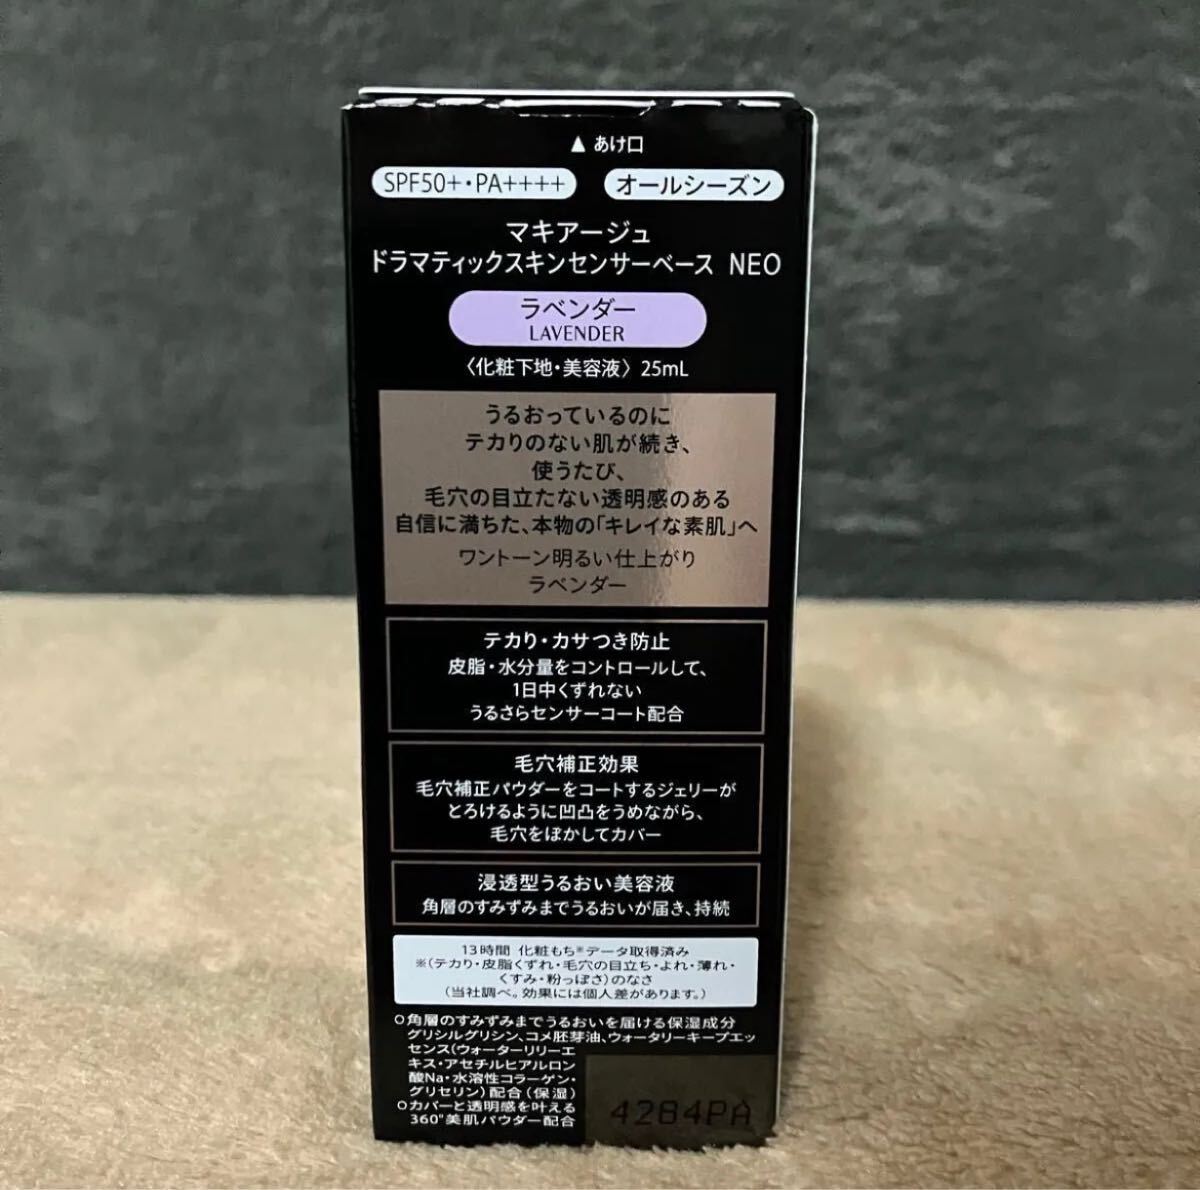 ▲ あけ口
SPF50+・PA++++ オールシーズン
マキアージュ
ドラマティックスキンセンサーベース NEO
ラベンダー
LAVENDER
〈化粧下地・美容液〉 25mL
うるおっているのに
テカりのない肌が続き、
使うたび、
毛穴の目立たない透明感のある
自信に満ちた、本物の「キレイな素肌」へ
ワントーン明るい仕上がり
ラベンダー
テカり・カサつき防止
皮脂・水分量をコントロールして、
1日中くずれない
うるさらセンサーコート配合
毛穴補正効果
毛穴補正パウダーをコートするジェリーが
とろけるように凹凸をうめながら、
毛穴をぼかしてカバー
浸透型うるおい美容液
角層のすみずみまでうるおいが届き、持続
13時間 化粧もち※データ取得済み
※(テカり・皮脂くずれ・毛穴の目立ち・よれ・薄れ・
くすみ・粉っぽさ)のなさ
(当社調べ。効果には個人差があります。)
○角層のすみずみまでうるおいを届ける保湿成分
グリシルグリシン、コメ胚芽油、ウォータリーキープエッ
センス(ウォーターリリーエ
キス・アセチルヒアルロン
酸Na・水溶性コラーゲン・
グリセリン)配合(保湿)
○カバーと透明感を叶える
360°美肌パウダー配合
4284PA